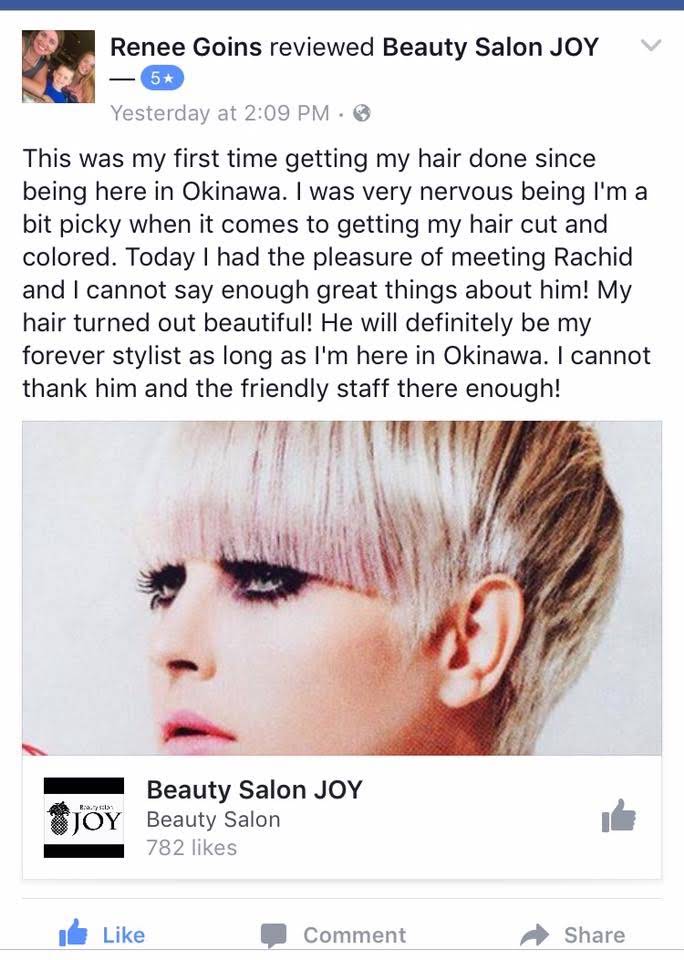 Renee Goins reviewed Beauty Salon JOY
— 5★
Yesterday at 2:09 PM ·
This was my first time getting my hair done since
being here in Okinawa. I was very nervous being I'm a
bit picky when it comes to getting my hair cut and
colored. Today I had the pleasure of meeting Rachid
and I cannot say enough great things about him! My
hair turned out beautiful! He will definitely be my
forever stylist as long as I'm here in Okinawa. I cannot
thank him and the friendly staff there enough!
Beauty salon
JOY
Beauty Salon JOY
Beauty Salon
782 likes
Like Comment Share